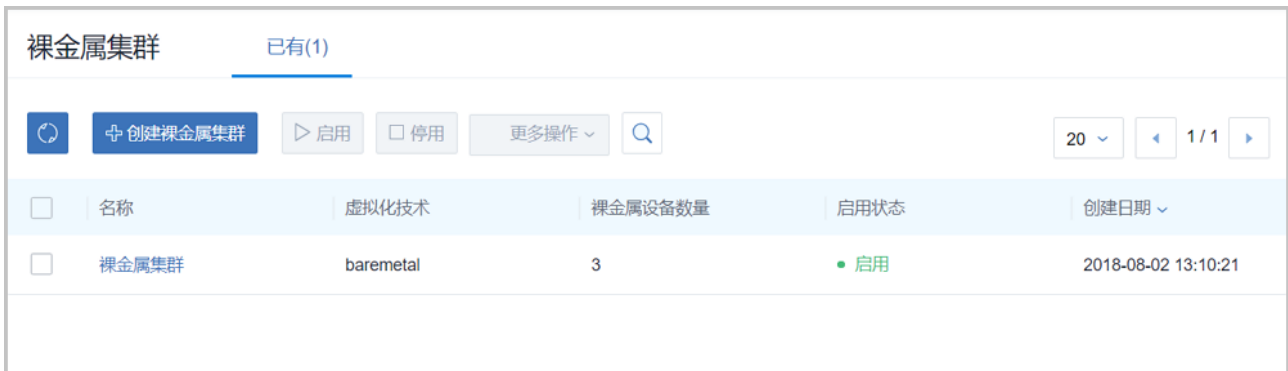 裸金属集群 已有(1)
创建裸金属集群 启用 停用 更多操作 20 1 / 1
名称 虚拟化技术 裸金属设备数量 启用状态 创建日期
裸金属集群 baremetal 3 启用 2018-08-02 13:10:21